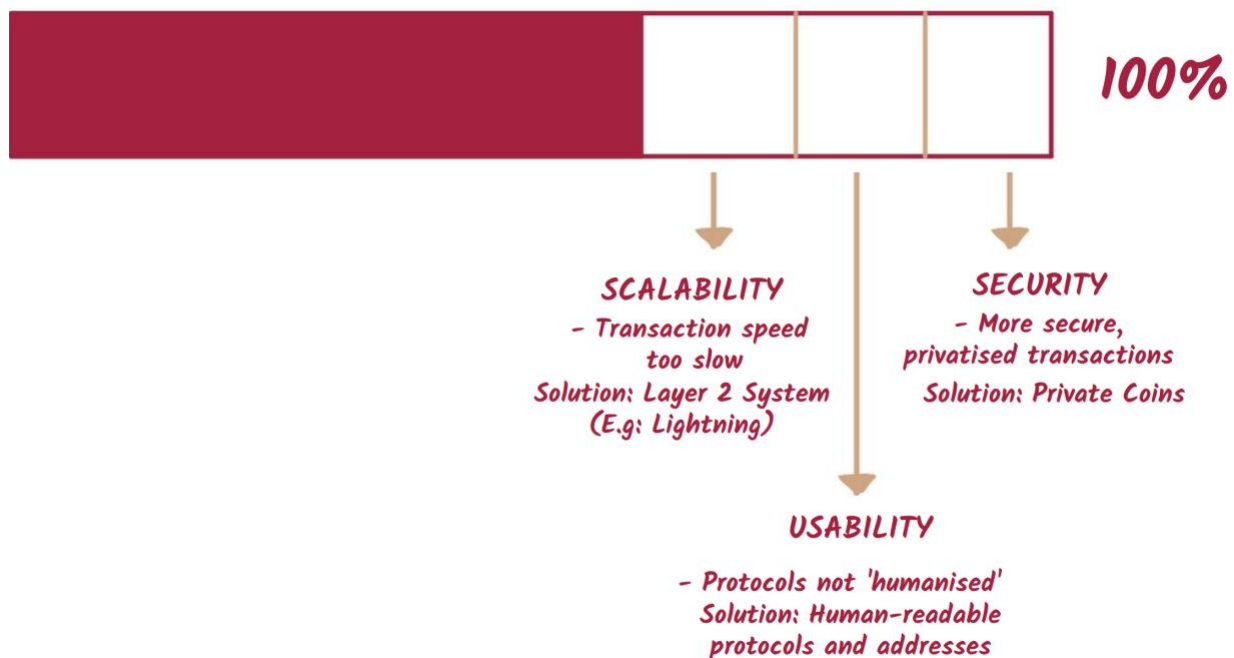 100%
SCALABILITY
- Transaction speed
too slow
Solution: Layer 2 System
(E.g: Lightning)
SECURITY
- More secure,
privatised transactions
Solution: Private Coins
USABILITY
- Protocols not 'humanised'
Solution: Human-readable
protocols and addresses